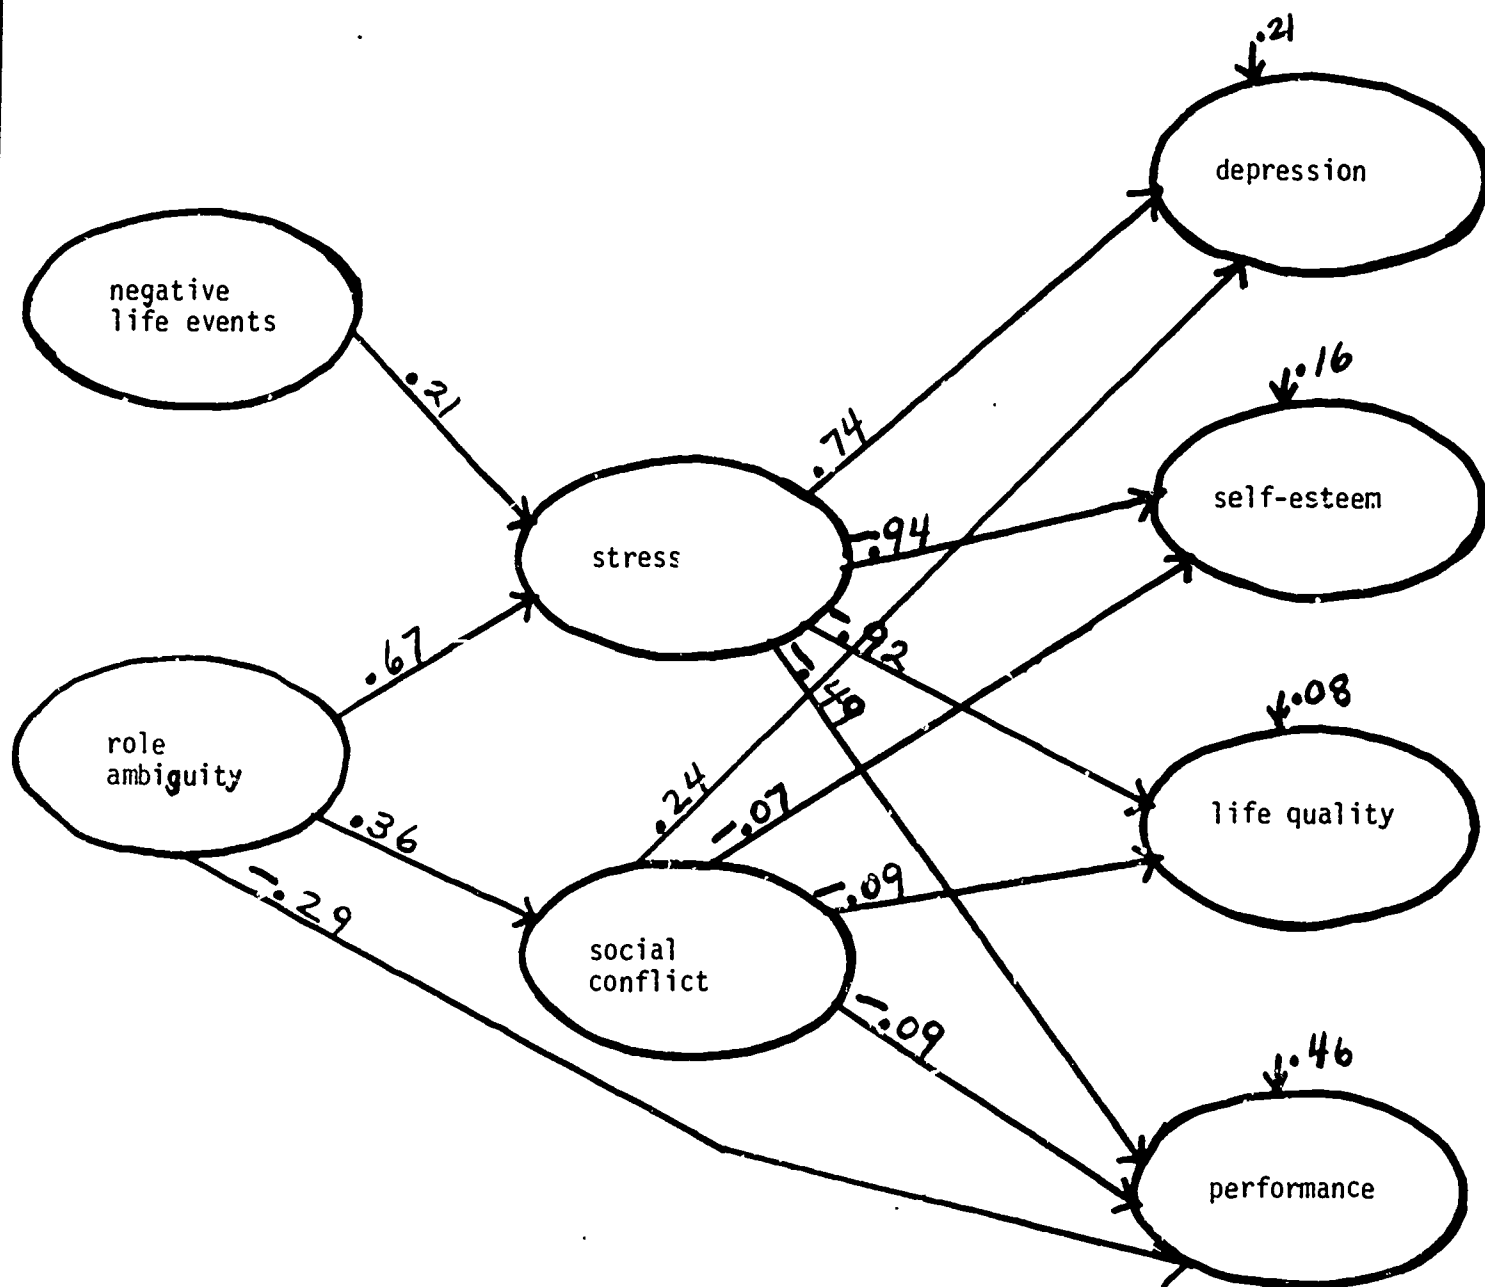 .21
depression
negative
life events
.21
.16
.74
self-esteem
-.94
stress
-.92
.67
-.49
.08
role
ambiguity
.24
-.07
life quality
.36
-.09
-.29
social
conflict
-.09
.46
performance